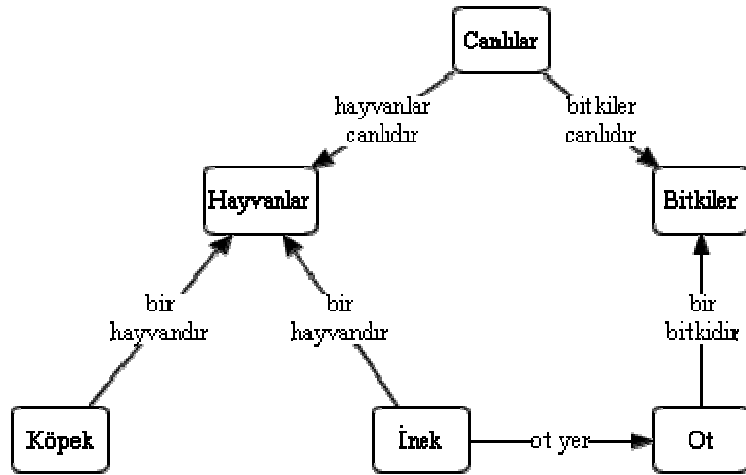 Canlılar
hayvanlar
canlıdır
bitkiler
canlıdır
Hayvanlar
Bitkiler
bir
hayvandır
bir
hayvandır
bir
bitkidir
Köpek
İnek
ot yer
Ot